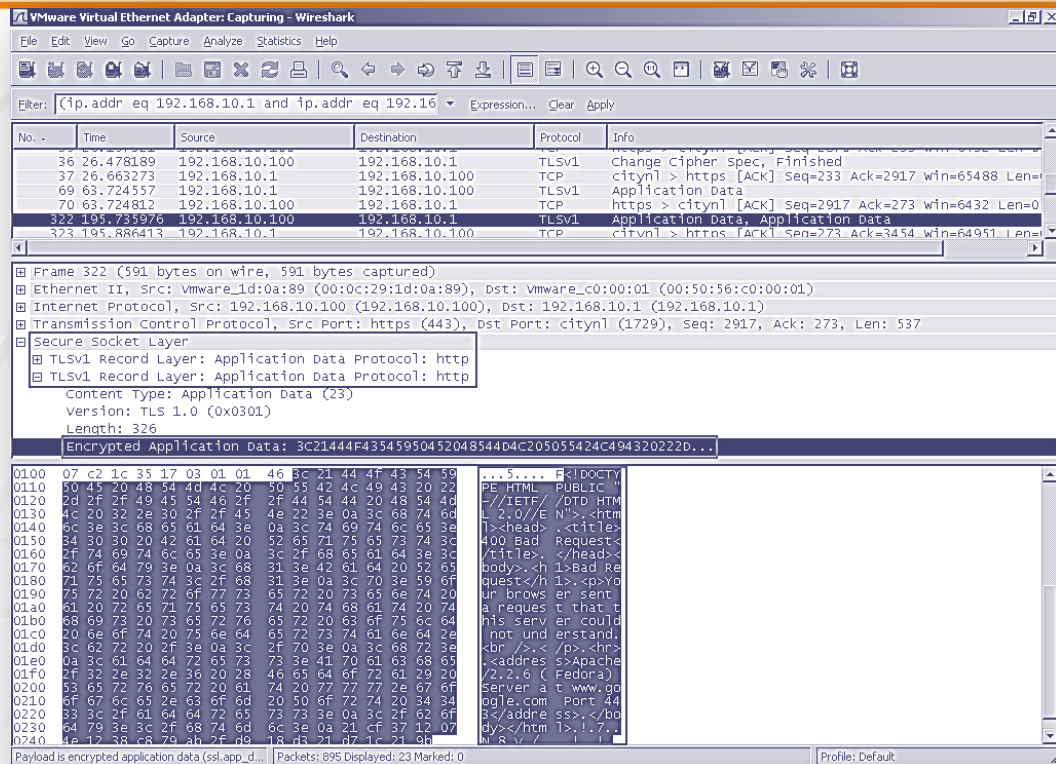 VMware Virtual Ethernet Adapter: Capturing - Wireshark
File Edit View Go Capture Analyze Statistics Help
Filter: (ip.addr eq 192.168.10.1 and ip.addr eq 192.16 Expression... Clear Apply
No. - Time Source Destination Protocol Info
36 26.478189 192.168.10.100 192.168.10.1 TLSv1 Change Cipher Spec, Finished
37 26.663273 192.168.10.1 192.168.10.100 TCP citynl > https [ACK] Seq=233 Ack=2917 Win=65488 Len=
69 63.724557 192.168.10.1 192.168.10.100 TLSv1 Application Data
70 63.724812 192.168.10.100 192.168.10.1 TCP https > citynl [ACK] Seq=2917 Ack=273 Win=6432 Len=0
322 195.735976 192.168.10.100 192.168.10.1 TLSv1 Application Data, Application Data
323 195.886413 192.168.10.1 192.168.10.100 TCP citynl > https [ACK] Seq=273 Ack=3454 Win=64951 Len=
Frame 322 (591 bytes on wire, 591 bytes captured)
Ethernet II, Src: Vmware_1d:0a:89 (00:0c:29:1d:0a:89), Dst: Vmware_c0:00:01 (00:50:56:c0:00:01)
Internet Protocol, Src: 192.168.10.100 (192.168.10.100), Dst: 192.168.10.1 (192.168.10.1)
Transmission Control Protocol, Src Port: https (443), Dst Port: citynl (1729), Seq: 2917, Ack: 273, Len: 537
Secure Socket Layer
TLSv1 Record Layer: Application Data Protocol: http
TLSv1 Record Layer: Application Data Protocol: http
Content Type: Application Data (23)
Version: TLS 1.0 (0x0301)
Length: 326
Encrypted Application Data: 3C21444F43545950452048544D4C205055424C494320222D...
0100 07 c2 1c 35 17 03 01 01 46 3c 21 44 4f 43 54 59 ...5.... F<!DOCTY
0110 50 45 20 48 54 4d 4c 20 50 55 42 4c 49 43 20 22 PE HTML PUBLIC "
0120 2d 2f 2f 49 45 54 46 2f 2f 44 54 44 20 48 54 4d -//IETF/ /DTD HTM
0130 4c 20 32 2e 30 2f 2f 45 4e 22 3e 0a 3c 68 74 6d L 2.0//E N">.<htm
0140 6c 3e 3c 68 65 61 64 3e 0a 3c 74 69 74 6c 65 3e l><head> .<title>
0150 34 30 30 20 42 61 64 20 52 65 71 75 65 73 74 3c 400 Bad Request<
0160 2f 74 69 74 6c 65 3e 0a 3c 2f 68 65 61 64 3e 3c /title>. </head><
0170 62 6f 64 79 3e 0a 3c 68 31 3e 42 61 64 20 52 65 body>.<h 1>Bad Re
0180 71 75 65 73 74 3c 2f 68 31 3e 0a 3c 70 3e 59 6f quest</h 1>.<p>Yo
0190 75 72 20 62 72 6f 77 73 65 72 20 73 65 6e 74 20 ur brows er sent
01a0 61 20 72 65 71 75 65 73 74 20 74 68 61 74 20 74 a reques t that t
01b0 68 69 73 20 73 65 72 76 65 72 20 63 6f 75 6c 64 his serv er could
01c0 20 6e 6f 74 20 75 6e 64 65 72 73 74 61 6e 64 2e not und erstand.
01d0 3c 62 72 20 2f 3e 0a 3c 2f 70 3e 0a 3c 68 72 3e <br />.< /p>.<hr>
01e0 0a 3c 61 64 64 72 65 73 73 3e 41 70 61 63 68 65 .<addres s>Apache
01f0 2f 32 2e 32 2e 36 20 28 46 65 64 6f 72 61 29 20 /2.2.6 ( Fedora)
0200 53 65 72 76 65 72 20 61 74 20 77 77 77 2e 67 6f Server a t www.go
0210 6f 67 6c 65 2e 63 6f 6d 20 50 6f 72 74 20 34 34 ogle.com Port 44
0220 33 3c 2f 61 64 64 72 65 73 73 3e 0a 3c 2f 62 6f 3</addre ss>.</bo
0230 64 79 3e 3c 2f 68 74 6d 6c 3e 0a 21 cf 37 12 07 dy></htm l>.!.7..
0240
Payload is encrypted application data (ssl.app_d... Packets: 895 Displayed: 23 Marked: 0 Profile: Default